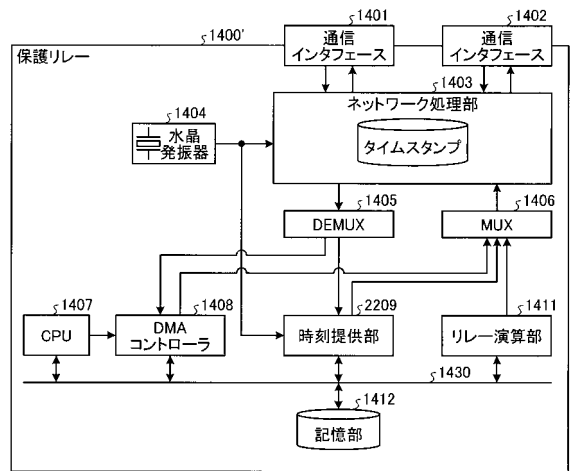 1401
1402
1400'
保護リレー
通信
インタフェース
通信
インタフェース
1403
ネットワーク処理部
タイムスタンプ
1404
水晶
発振器
1405
DEMUX
1406
MUX
1407
CPU
1408
DMA
コントローラ
2209
時刻提供部
1411
リレー演算部
1430
1412
記憶部